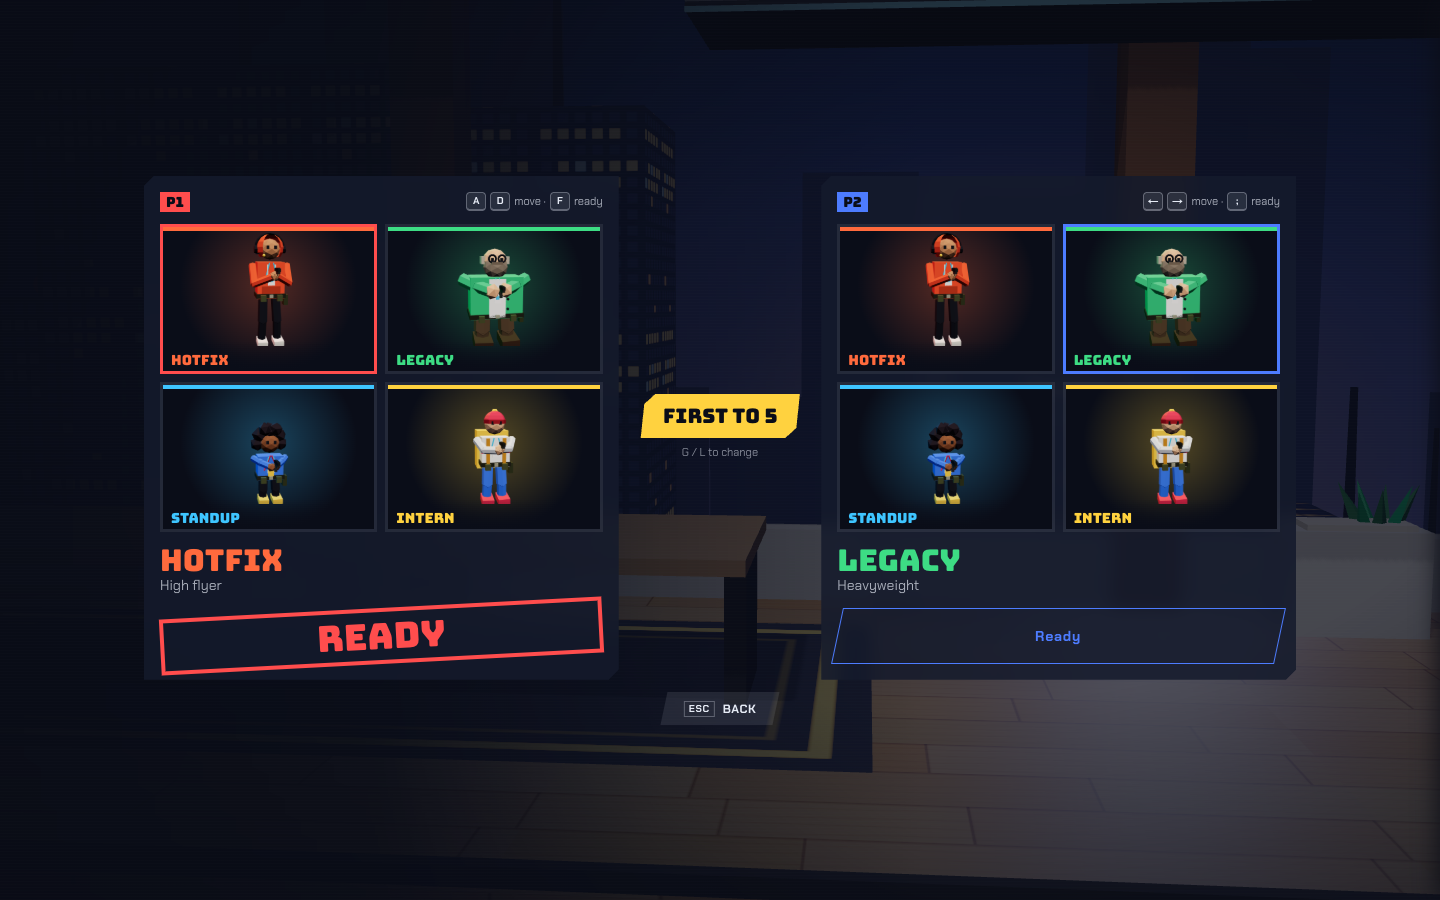 P1
A D move · F ready
HOTFIX
LEGACY
STANDUP
INTERN
HOTFIX
High flyer
READY
FIRST TO 5
G / L to change
P2
← → move · ; ready
HOTFIX
LEGACY
STANDUP
INTERN
LEGACY
Heavyweight
Ready
ESC BACK